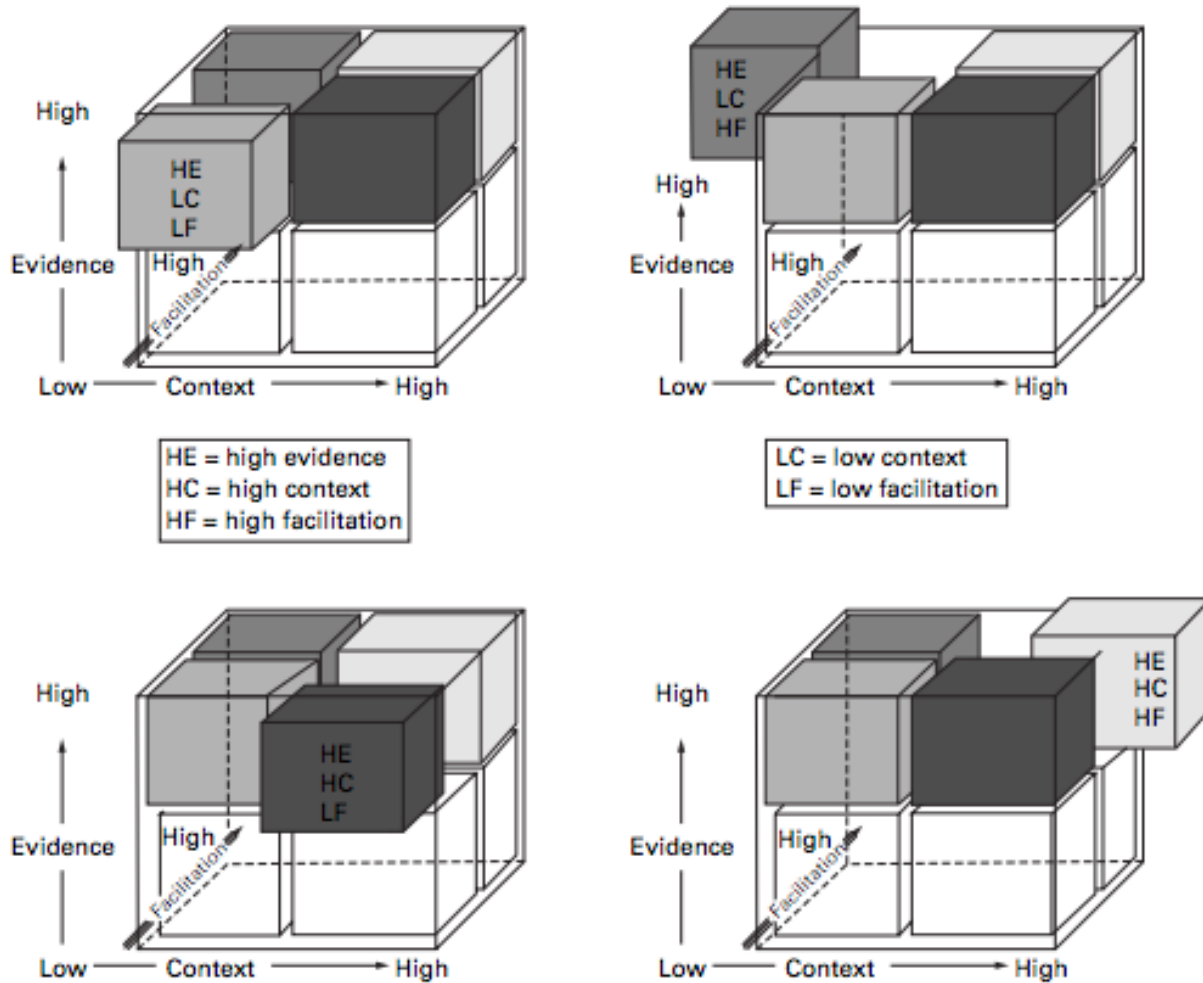 High
HE
LC
LF
High
Evidence
Facilitation
Low
Context
High
HE
LC
HF
High
High
Evidence
Facilitation
Low
Context
High
HE = high evidence
HC = high context
HF = high facilitation
LC = low context
LF = low facilitation
High
HE
HC
LF
High
Evidence
Facilitation
Low
Context
High
HE
HC
HF
High
High
Evidence
Facilitation
Low
Context
High